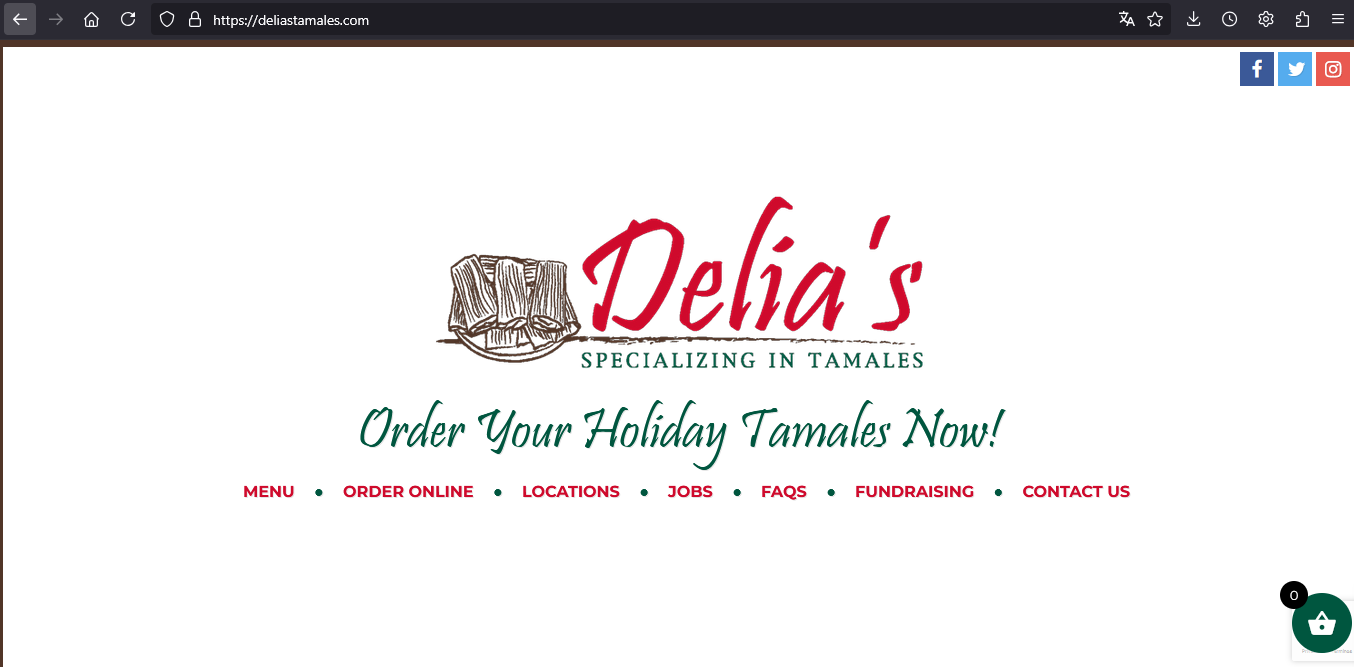 https://deliastamales.com
Delia's
SPECIALIZING IN TAMALES
Order Your Holiday Tamales Now!
MENU • ORDER ONLINE • LOCATIONS • JOBS • FAQS • FUNDRAISING • CONTACT US
0